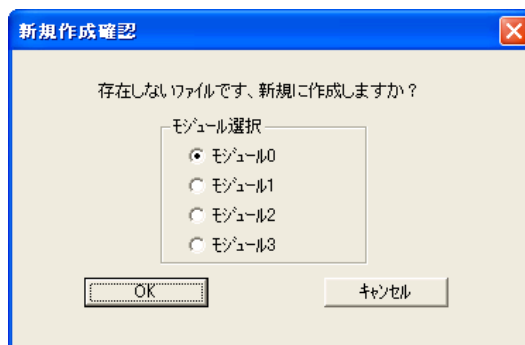 新規作成確認
存在しないﾌｧｲﾙです、新規に作成しますか？
ﾓｼﾞｭｰﾙ選択
ﾓｼﾞｭｰﾙ0
ﾓｼﾞｭｰﾙ1
ﾓｼﾞｭｰﾙ2
ﾓｼﾞｭｰﾙ3
OK
ｷｬﾝｾﾙ